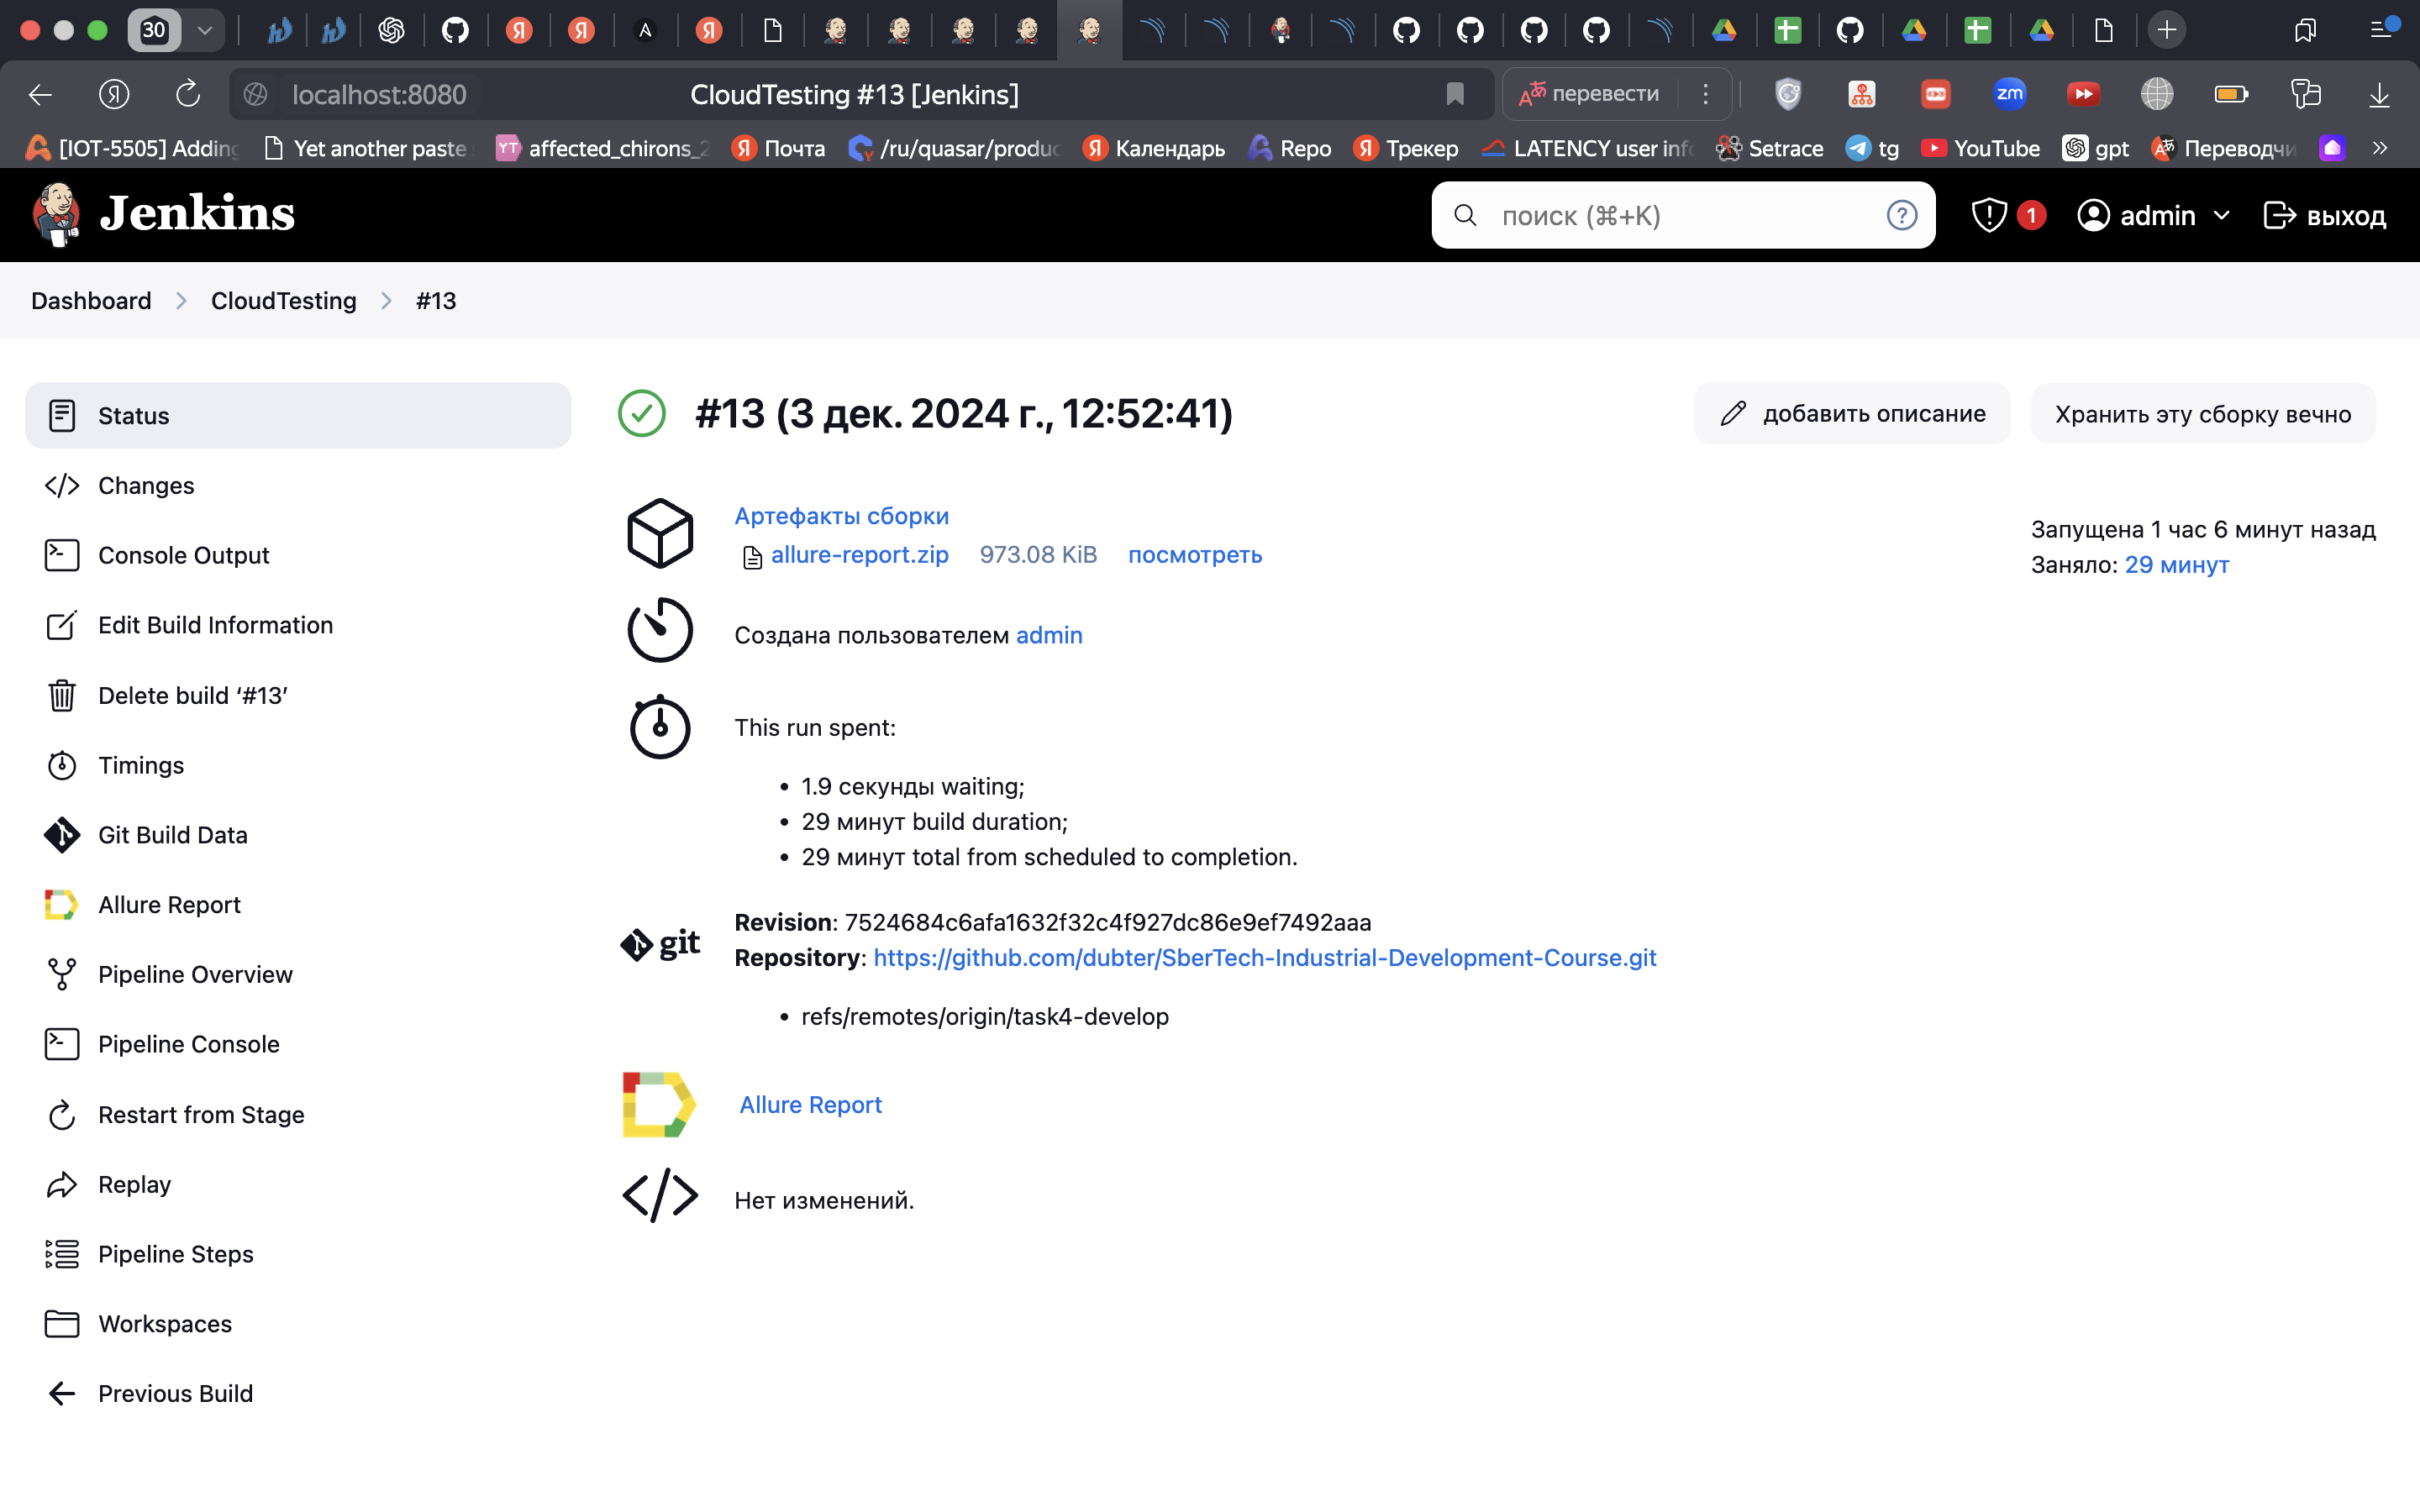 30
localhost:8080
CloudTesting #13 [Jenkins]
перевести
[IOT-5505] Adding
Yet another paste
affected_chirons_2
Почта
/ru/quasar/produc
Календарь
Repo
Трекер
LATENCY user info
Setrace
tg
YouTube
gpt
Переводчи
Jenkins
поиск (⌘+K)
1
admin
выход
Dashboard
CloudTesting
#13
Status
Changes
Console Output
Edit Build Information
Delete build ‘#13’
Timings
Git Build Data
Allure Report
Pipeline Overview
Pipeline Console
Restart from Stage
Replay
Pipeline Steps
Workspaces
Previous Build
#13 (3 дек. 2024 г., 12:52:41)
добавить описание
Хранить эту сборку вечно
Артефакты сборки
allure-report.zip 973.08 KiB посмотреть
Запущена 1 час 6 минут назад
Заняло: 29 минут
Создана пользователем admin
This run spent:
1.9 секунды waiting;
29 минут build duration;
29 минут total from scheduled to completion.
git
Revision: 7524684c6afa1632f32c4f927dc86e9ef7492aaa
Repository: https://github.com/dubter/SberTech-Industrial-Development-Course.git
refs/remotes/origin/task4-develop
Allure Report
Нет изменений.